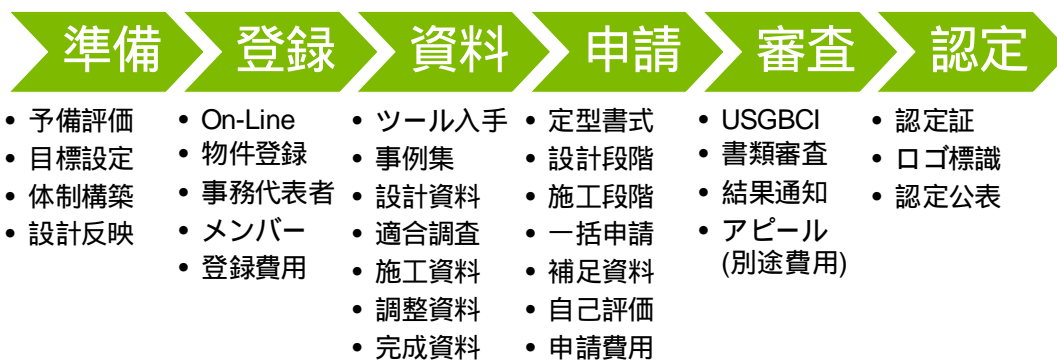 準備
登録
資料
申請
審査
認定
• 予備評価
• 目標設定
• 体制構築
• 設計反映
• On-Line
• 物件登録
• 事務代表者
• メンバー
• 登録費用
• ツール入手
• 事例集
• 設計資料
• 適合調査
• 施工資料
• 調整資料
• 完成資料
• 定型書式
• 設計段階
• 施工段階
• 一括申請
• 補足資料
• 自己評価
• 申請費用
• USGBCI
• 書類審査
• 結果通知
• アピール
(別途費用)
• 認定証
• ロゴ標識
• 認定公表